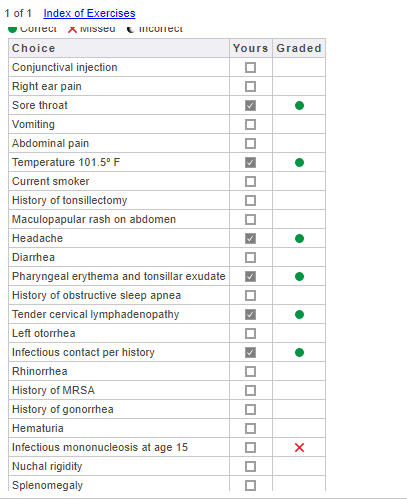 1 of 1 Index of Exercises
Correct Missed Incorrect
Choice Yours Graded
Conjunctival injection
Right ear pain
Sore throat
Vomiting
Abdominal pain
Temperature 101.5º F
Current smoker
History of tonsillectomy
Maculopapular rash on abdomen
Headache
Diarrhea
Pharyngeal erythema and tonsillar exudate
History of obstructive sleep apnea
Tender cervical lymphadenopathy
Left otorrhea
Infectious contact per history
Rhinorrhea
History of MRSA
History of gonorrhea
Hematuria
Infectious mononucleosis at age 15
Nuchal rigidity
Splenomegaly